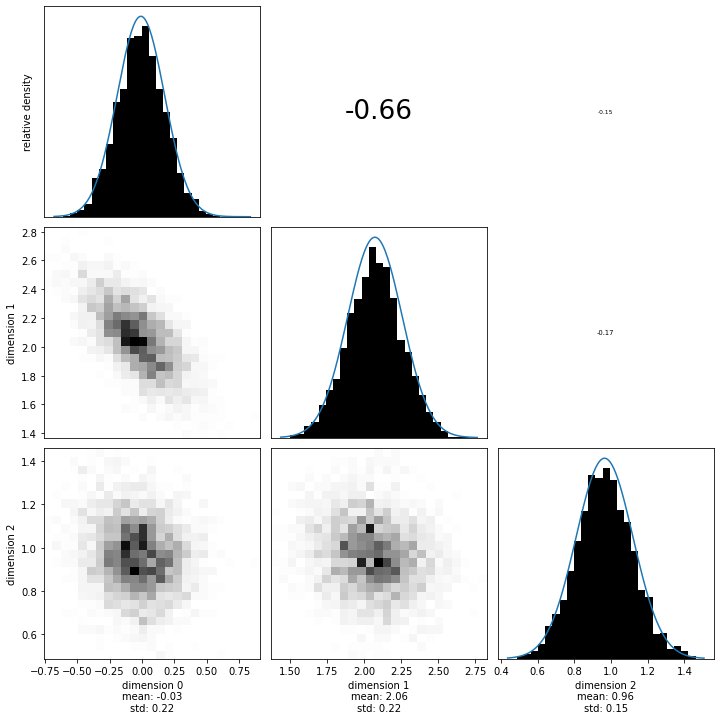 relative density
-0.66
-0.15
2.8
2.6
2.4
2.2
2.0
1.8
1.6
1.4
dimension 1
-0.17
1.4
1.2
1.0
0.8
0.6
dimension 2
−0.75 −0.50 −0.25 0.00 0.25 0.50 0.75
dimension 0
mean: -0.03
std: 0.22
1.50 1.75 2.00 2.25 2.50 2.75
dimension 1
mean: 2.06
std: 0.22
0.4 0.6 0.8 1.0 1.2 1.4
dimension 2
mean: 0.96
std: 0.15